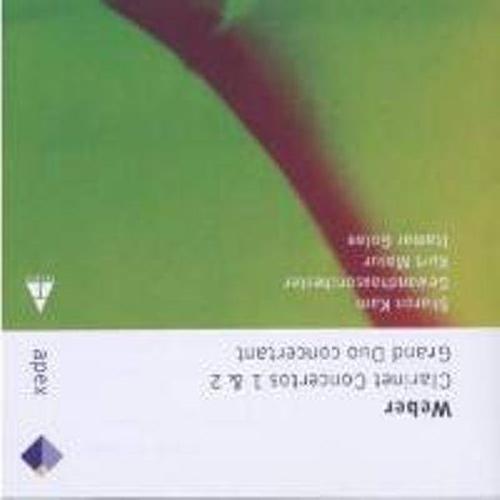 Weber
Clarinet Concertos 1 & 2
Grand Duo concertant
Sharon Kam
Gewandhausorchester
Kurt Masur
Itamar Golan
apex